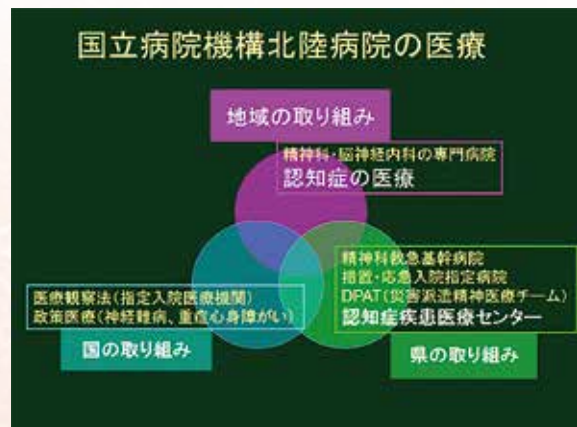 国立病院機構北陸病院の医療
地域の取り組み
精神科・脳神経内科の専門病院
認知症の医療
精神科救急基幹病院
措置・応急入院指定病院
DPAT(災害派遣精神医療チーム)
認知症疾患医療センター
県の取り組み
医療観察法(指定入院医療機関)
政策医療(神経難病、重症心身障がい)
国の取り組み